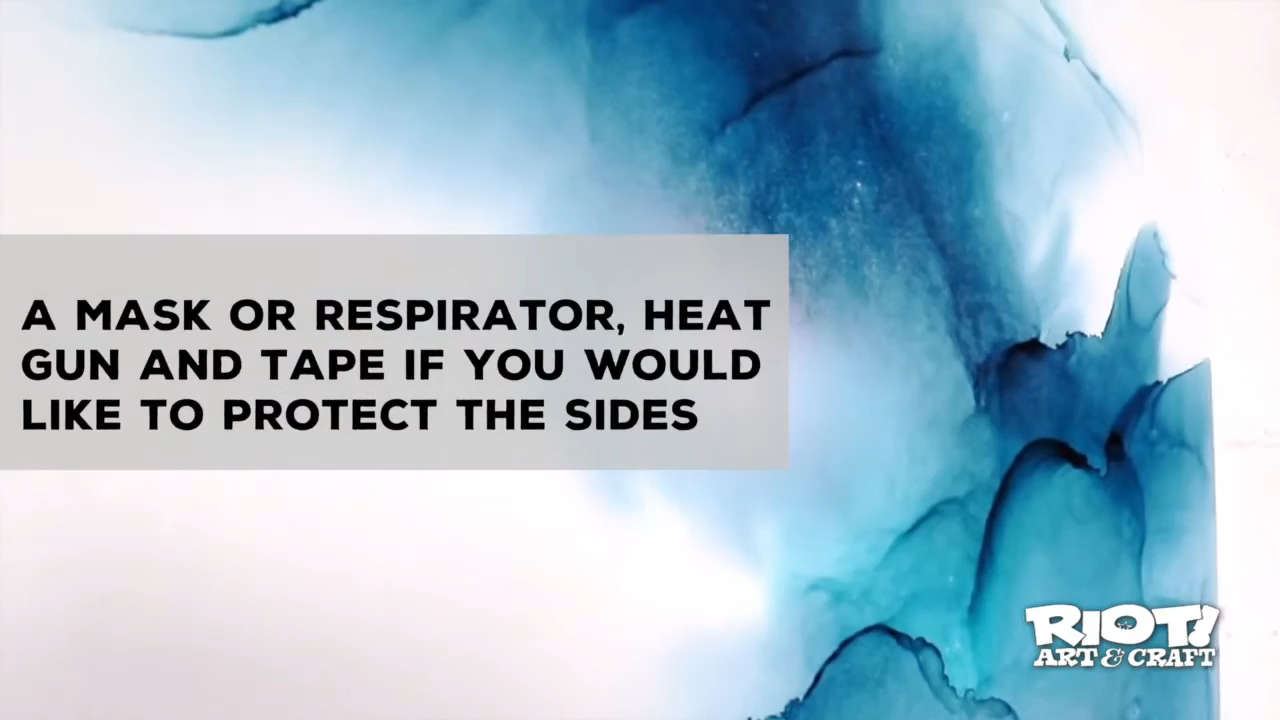 A MASK OR RESPIRATOR, HEAT
GUN AND TAPE IF YOU WOULD
LIKE TO PROTECT THE SIDES
RIOT!
ART & CRAFT